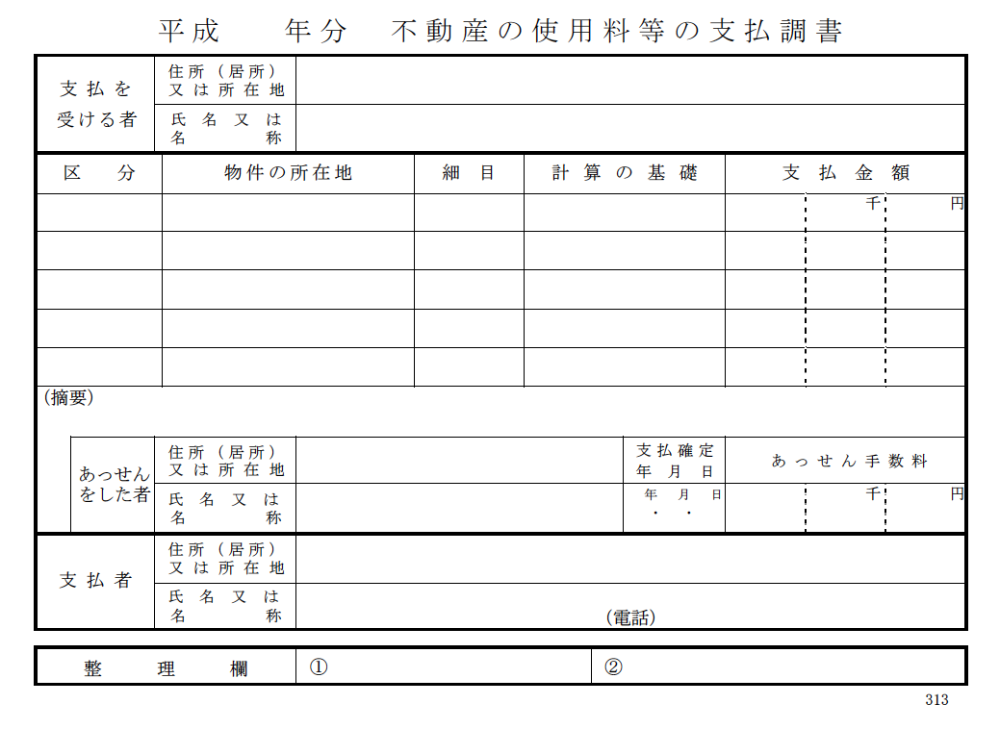 平成　　年分　不動産の使用料等の支払調書
支払を
受ける者
住所（居所）
又は所在地
氏名又は
名称
区分　物件の所在地　細目　計算の基礎　支払金額
千　円
（摘要）
あっせん
をした者
住所（居所）
又は所在地
氏名又は
名称
支払確定
年月日
年　月　日
・　・
あっせん手数料
千　円
支払者
住所（居所）
又は所在地
氏名又は
名称
（電話）
整理欄　①　②
313